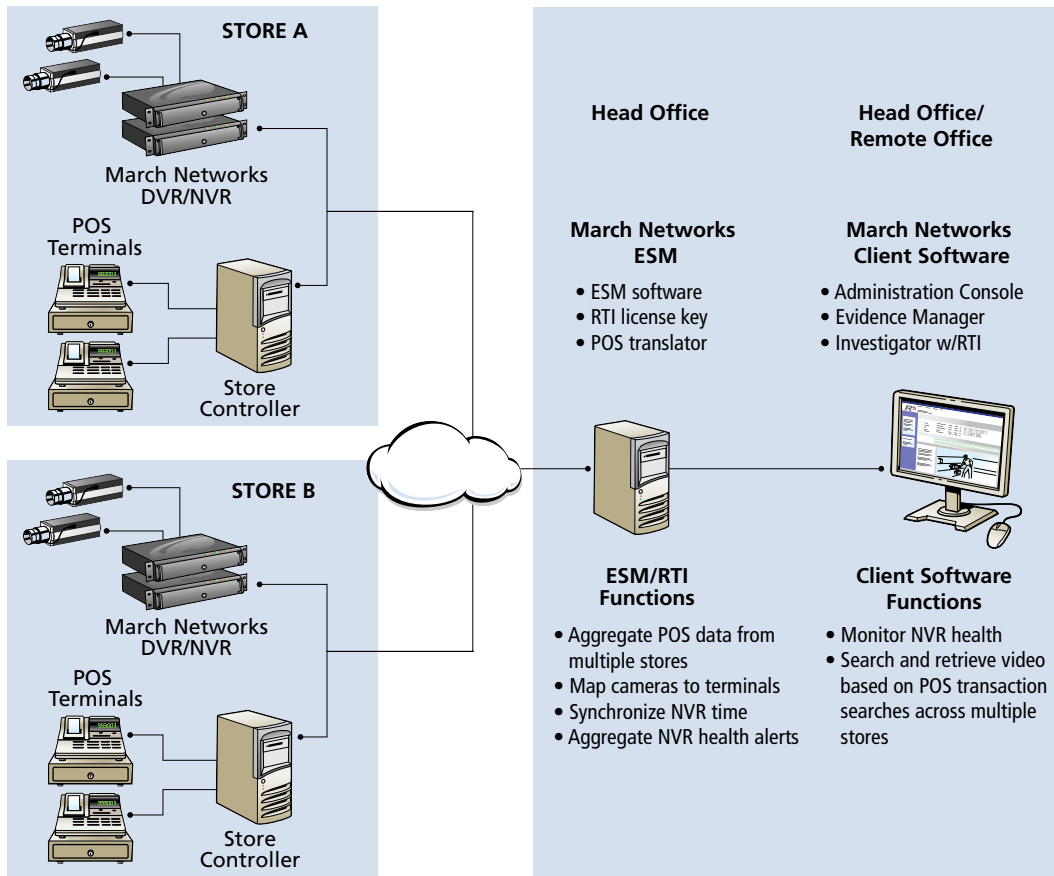 STORE A
March Networks
DVR/NVR
POS
Terminals
Store
Controller
STORE B
March Networks
DVR/NVR
POS
Terminals
Store
Controller
Head Office
March Networks
ESM
• ESM software
• RTI license key
• POS translator
ESM/RTI
Functions
• Aggregate POS data from
multiple stores
• Map cameras to terminals
• Synchronize NVR time
• Aggregate NVR health alerts
Head Office/
Remote Office
March Networks
Client Software
• Administration Console
• Evidence Manager
• Investigator w/RTI
Client Software
Functions
• Monitor NVR health
• Search and retrieve video
based on POS transaction
searches across multiple
stores